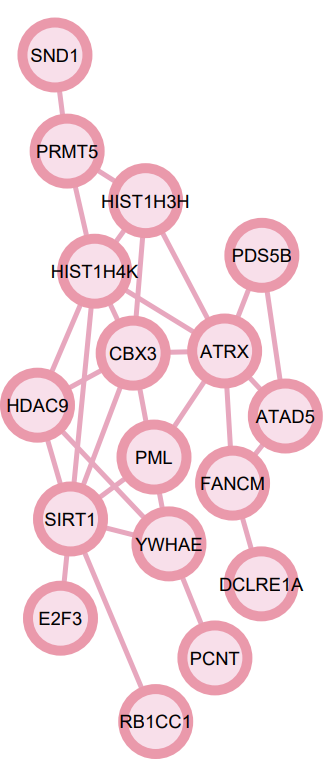 SND1
PRMT5
HIST1H3H
HIST1H4K
PDS5B
CBX3
ATRX
HDAC9
ATAD5
PML
FANCM
SIRT1
YWHAE
DCLRE1A
E2F3
PCNT
RB1CC1